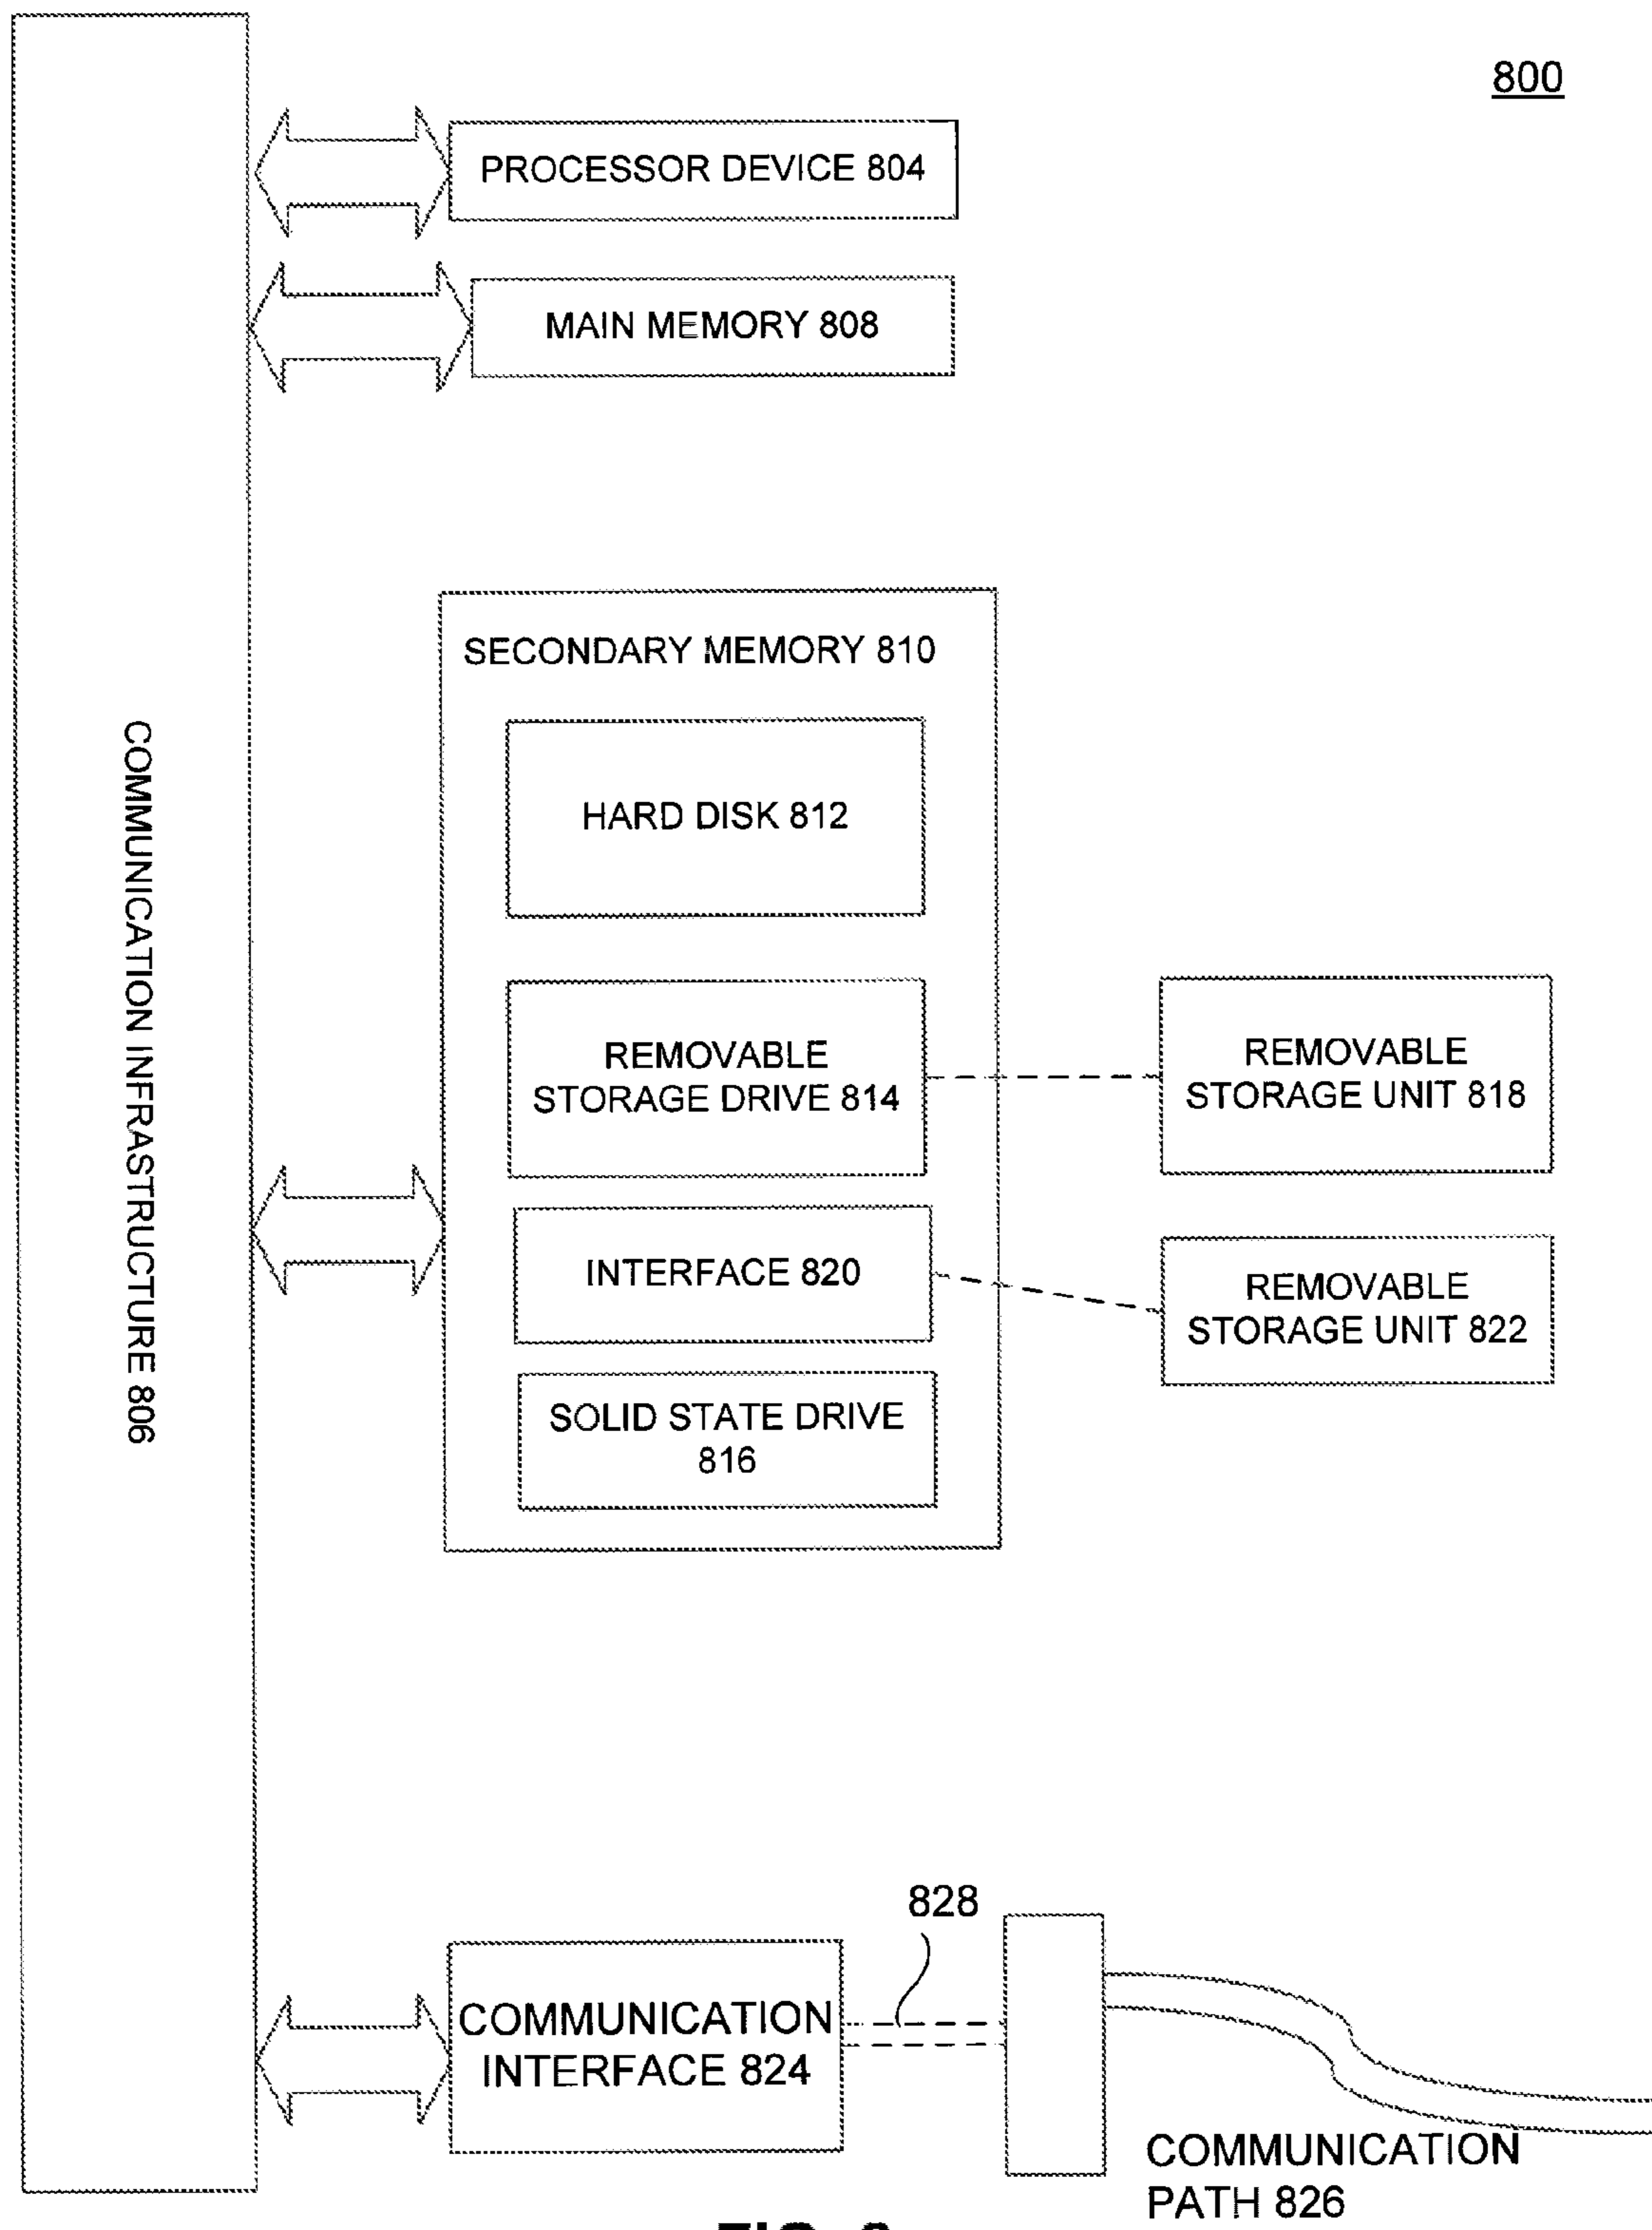 800
PROCESSOR DEVICE 804
MAIN MEMORY 808
COMMUNICATION INFRASTRUCTURE 806
SECONDARY MEMORY 810
HARD DISK 812
REMOVABLE
STORAGE DRIVE 814
REMOVABLE
STORAGE UNIT 818
INTERFACE 820
REMOVABLE
STORAGE UNIT 822
SOLID STATE DRIVE
816
828
COMMUNICATION
INTERFACE 824
COMMUNICATION
PATH 826